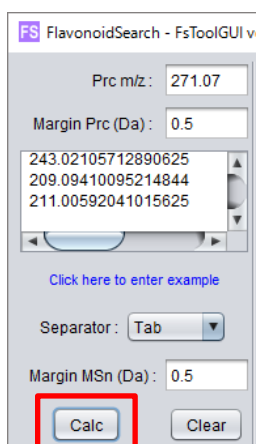 FS FlavonoidSearch - FsToolGUI v
Prc m/z : 271.07
Margin Prc (Da) : 0.5
243.02105712890625
209.09410095214844
211.00592041015625
Click here to enter example
Separator : Tab
Margin MSn (Da) : 0.5
Calc Clear